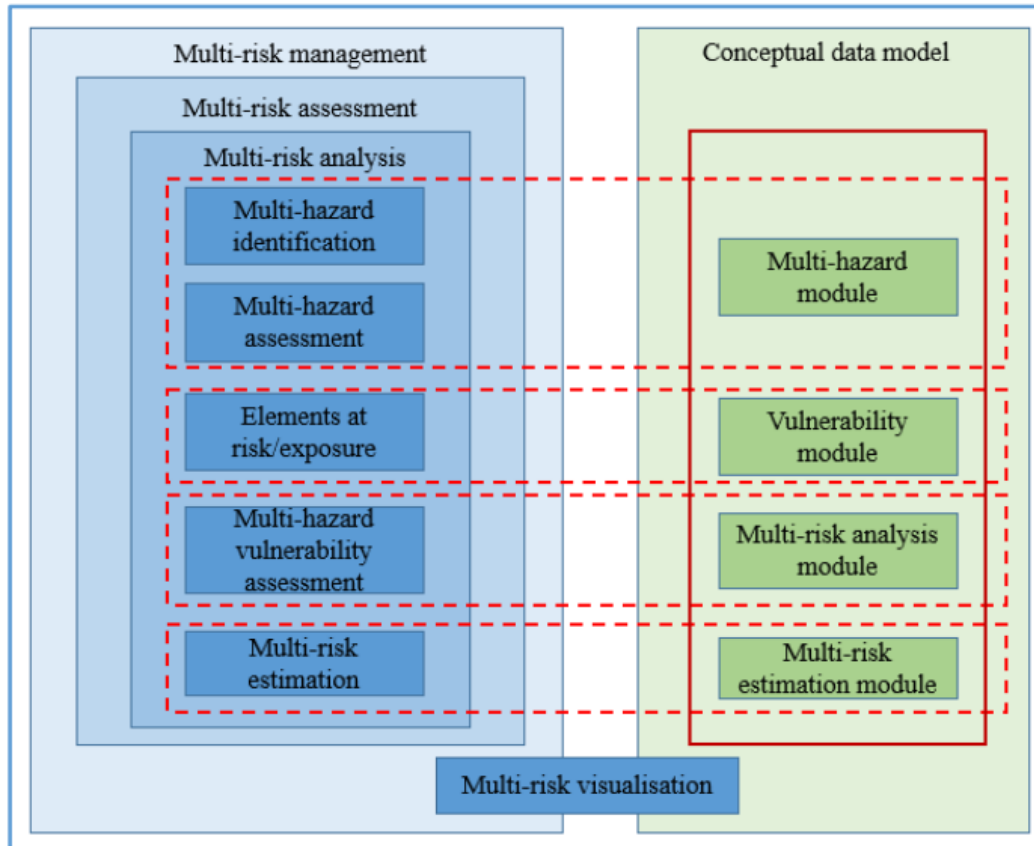 Multi-risk management
Multi-risk assessment
Multi-risk analysis
Multi-hazard
identification
Multi-hazard
assessment
Elements at
risk/exposure
Multi-hazard
vulnerability
assessment
Multi-risk
estimation
Conceptual data model
Multi-hazard
module
Vulnerability
module
Multi-risk analysis
module
Multi-risk
estimation module
Multi-risk visualisation